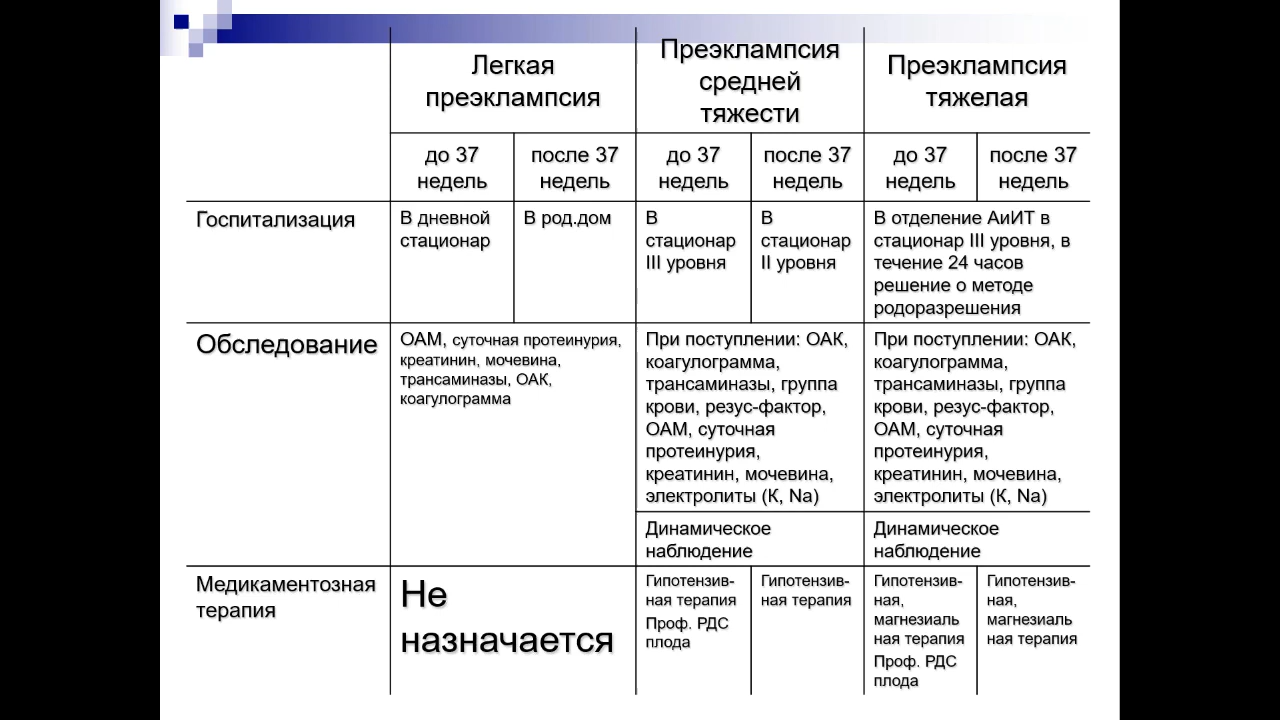 Легкая
преэклампсия
Преэклампсия
средней
тяжести
Преэклампсия
тяжелая
до 37
недель
после 37
недель
до 37
недель
после 37
недель
до 37
недель
после 37
недель
Госпитализация
В дневной
стационар
В род.дом
В
стационар
III уровня
В
стационар
II уровня
В отделение АиИТ в
стационар III уровня, в
течение 24 часов
решение о методе
родоразрешения
Обследование
ОАМ, суточная протеинурия,
креатинин, мочевина,
трансаминазы, ОАК,
коагулограмма
При поступлении: ОАК,
коагулограмма,
трансаминазы, группа
крови, резус-фактор,
ОАМ, суточная
протеинурия,
креатинин, мочевина,
электролиты (К, Na)
При поступлении: ОАК,
коагулограмма,
трансаминазы, группа
крови, резус-фактор,
ОАМ, суточная
протеинурия,
креатинин, мочевина,
электролиты (К, Na)
Динамическое
наблюдение
Динамическое
наблюдение
Медикаментозная
терапия
Не
назначается
Гипотензив-
ная терапия
Проф. РДС
плода
Гипотензив-
ная терапия
Гипотензив-
ная,
магнезиаль
ная терапия
Проф. РДС
плода
Гипотензив-
ная,
магнезиаль
ная терапия